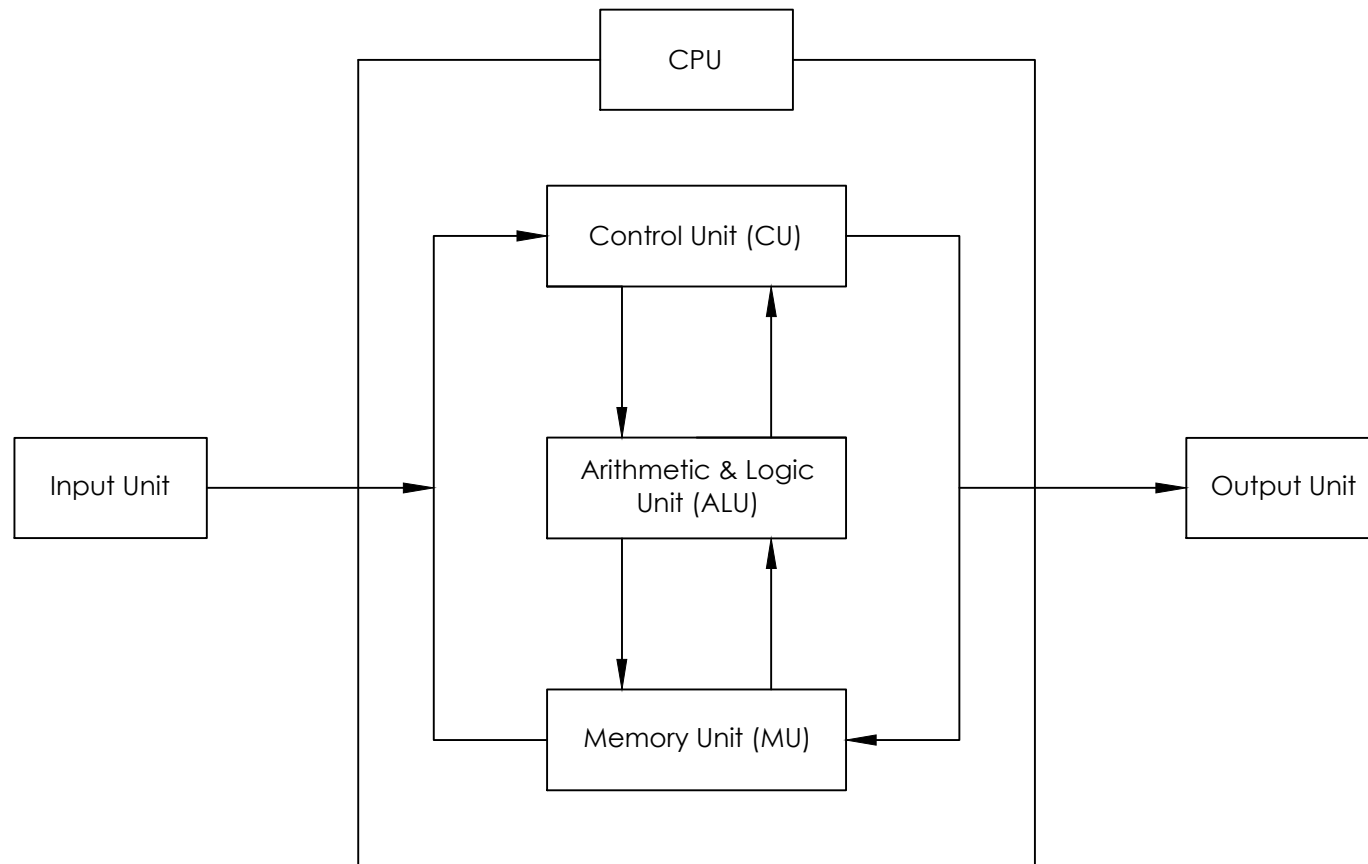 CPU
Control Unit (CU)
Input Unit
Arithmetic & Logic
Unit (ALU)
Output Unit
Memory Unit (MU)